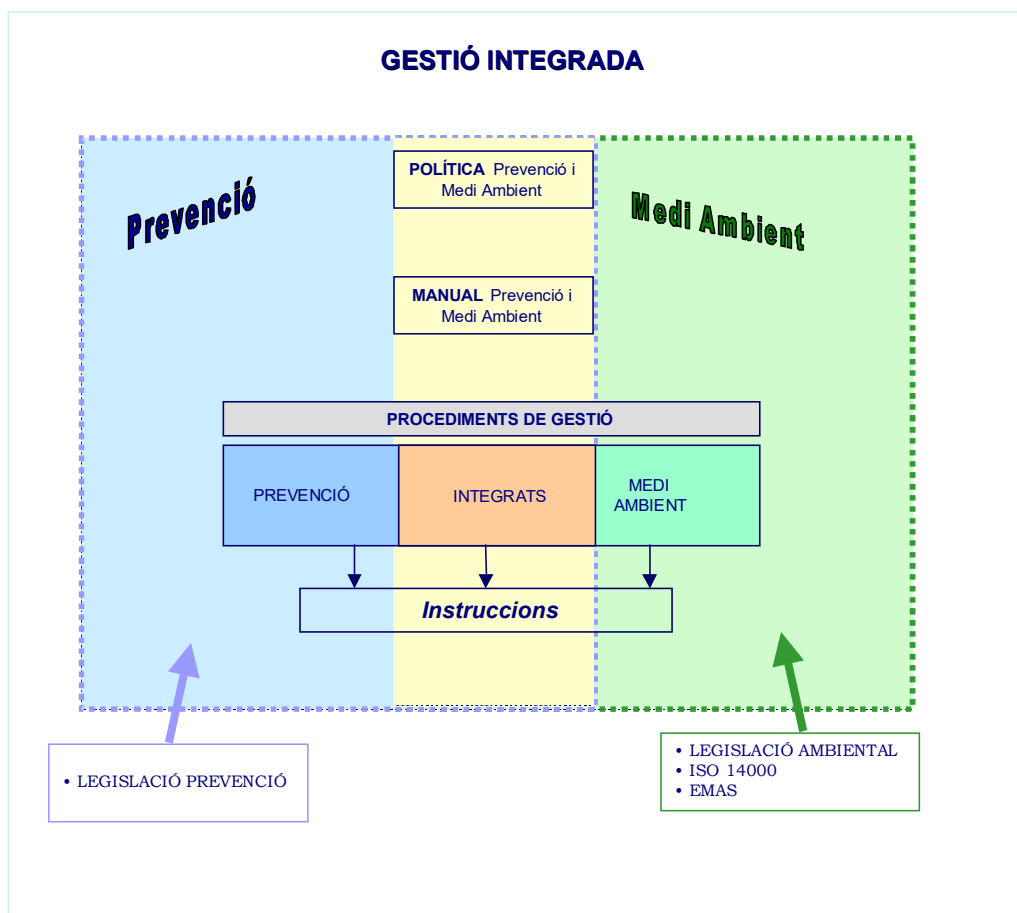 GESTIÓ INTEGRADA
Prevenció
POLÍTICA Prevenció i
Medi Ambient
Medi Ambient
MANUAL Prevenció i
Medi Ambient
PROCEDIMENTS DE GESTIÓ
PREVENCIÓ
INTEGRATS
MEDI
AMBIENT
Instruccions
• LEGISLACIÓ PREVENCIÓ
• LEGISLACIÓ AMBIENTAL
• ISO 14000
• EMAS